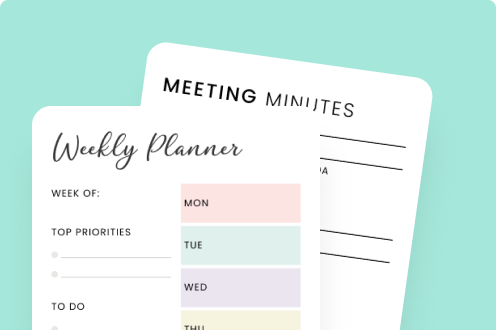 MEETING MINUTES
DA
Weekly Planner
WEEK OF:
TOP PRIORITIES
TO DO
MON
TUE
WED
THU